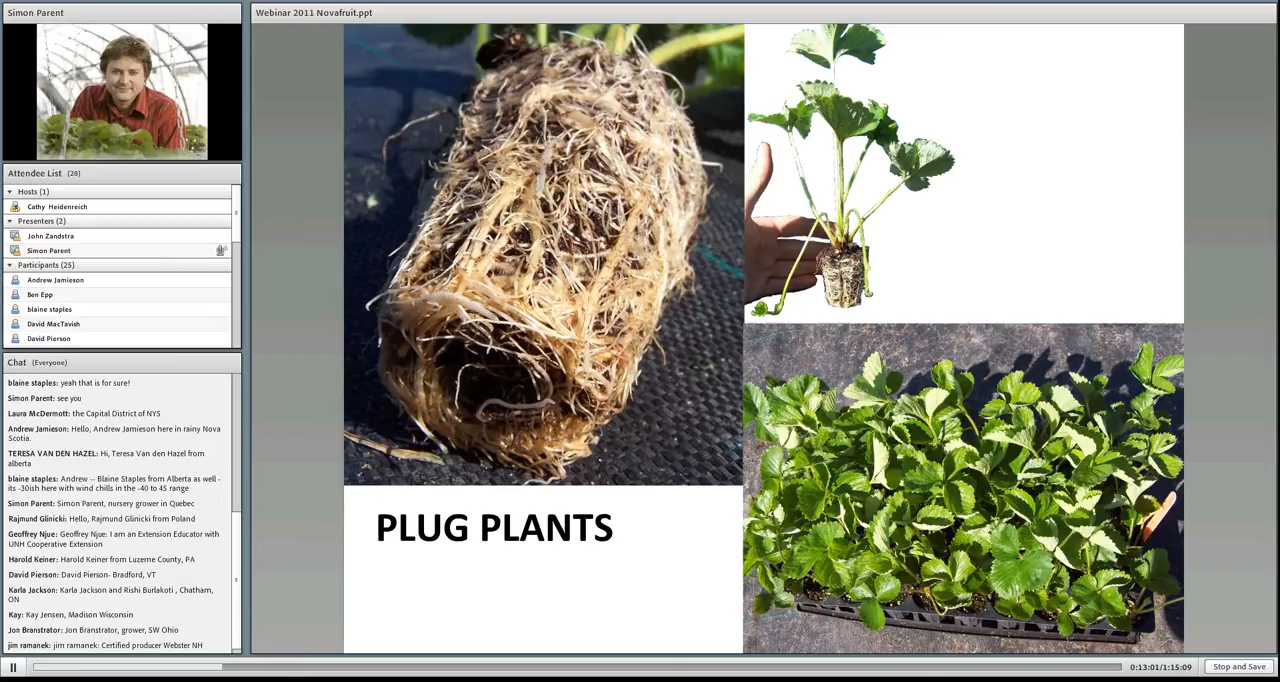 Simon Parent
Attendee List (28)
Hosts (1)
Cathy Heidenreich
Presenters (2)
John Zandstra
Simon Parent
Participants (25)
Andrew Jamieson
Ben Epp
blaine staples
David MacTavish
David Pierson
Chat (Everyone)
blaine staples: yeah that is for sure!
Simon Parent: see you
Laura McDermott: the Capital District of NYS
Andrew Jamieson: Hello, Andrew Jamieson here in rainy Nova
Scotia.
TERESA VAN DEN HAZEL: Hi, Teresa Van den Hazel from
alberta
blaine staples: Andrew -- Blaine Staples from Alberta as well -
its -30ish here with wind chills in the -40 to 45 range
Simon Parent: Simon Parent, nursery grower in Quebec
Rajmund Glinicki: Hello, Rajmund Glinicki from Poland
Geoffrey Njue: Geoffrey Njue: I am an Extension Educator with
UNH Cooperative Extension
Harold Keiner: Harold Keiner from Luzerne County, PA
David Pierson: David Pierson- Bradford, VT
Karla Jackson: Karla Jackson and Rishi Burlakoti , Chatham,
ON
Kay: Kay Jensen, Madison Wisconsin
Jon Branstrator: Jon Branstrator, grower, SW Ohio
jim ramanek: jim ramanek: Certified producer Webster NH
Webinar 2011 Novafruit.ppt
PLUG PLANTS
0:13:01/1:15:09
Stop and Save